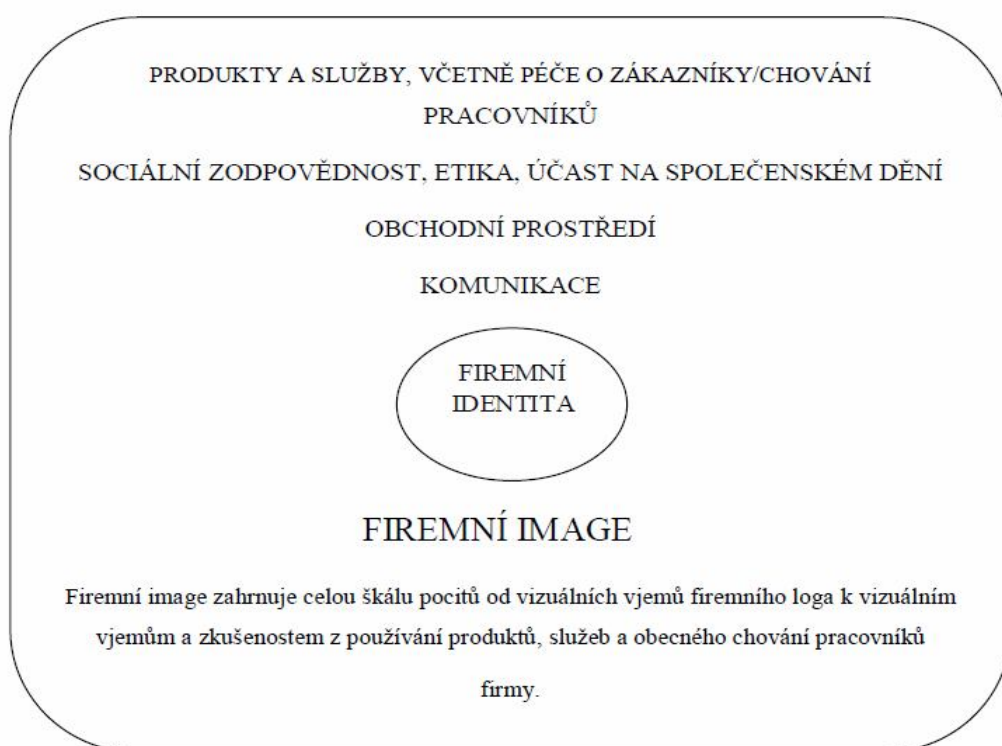 PRODUKTY A SLUŽBY, VČETNĚ PÉČE O ZÁKAZNÍKY/CHOVÁNÍ
PRACOVNÍKŮ
SOCIÁLNÍ ZODPOVĚDNOST, ETIKA, ÚČAST NA SPOLEČENSKÉM DĚNÍ
OBCHODNÍ PROSTŘEDÍ
KOMUNIKACE
FIREMNÍ
IDENTITA
FIREMNÍ IMAGE
Firemní image zahrnuje celou škálu pocitů od vizuálních vjemů firemního loga k vizuálním
vjemům a zkušenostem z používání produktů, služeb a obecného chování pracovníků
firmy.